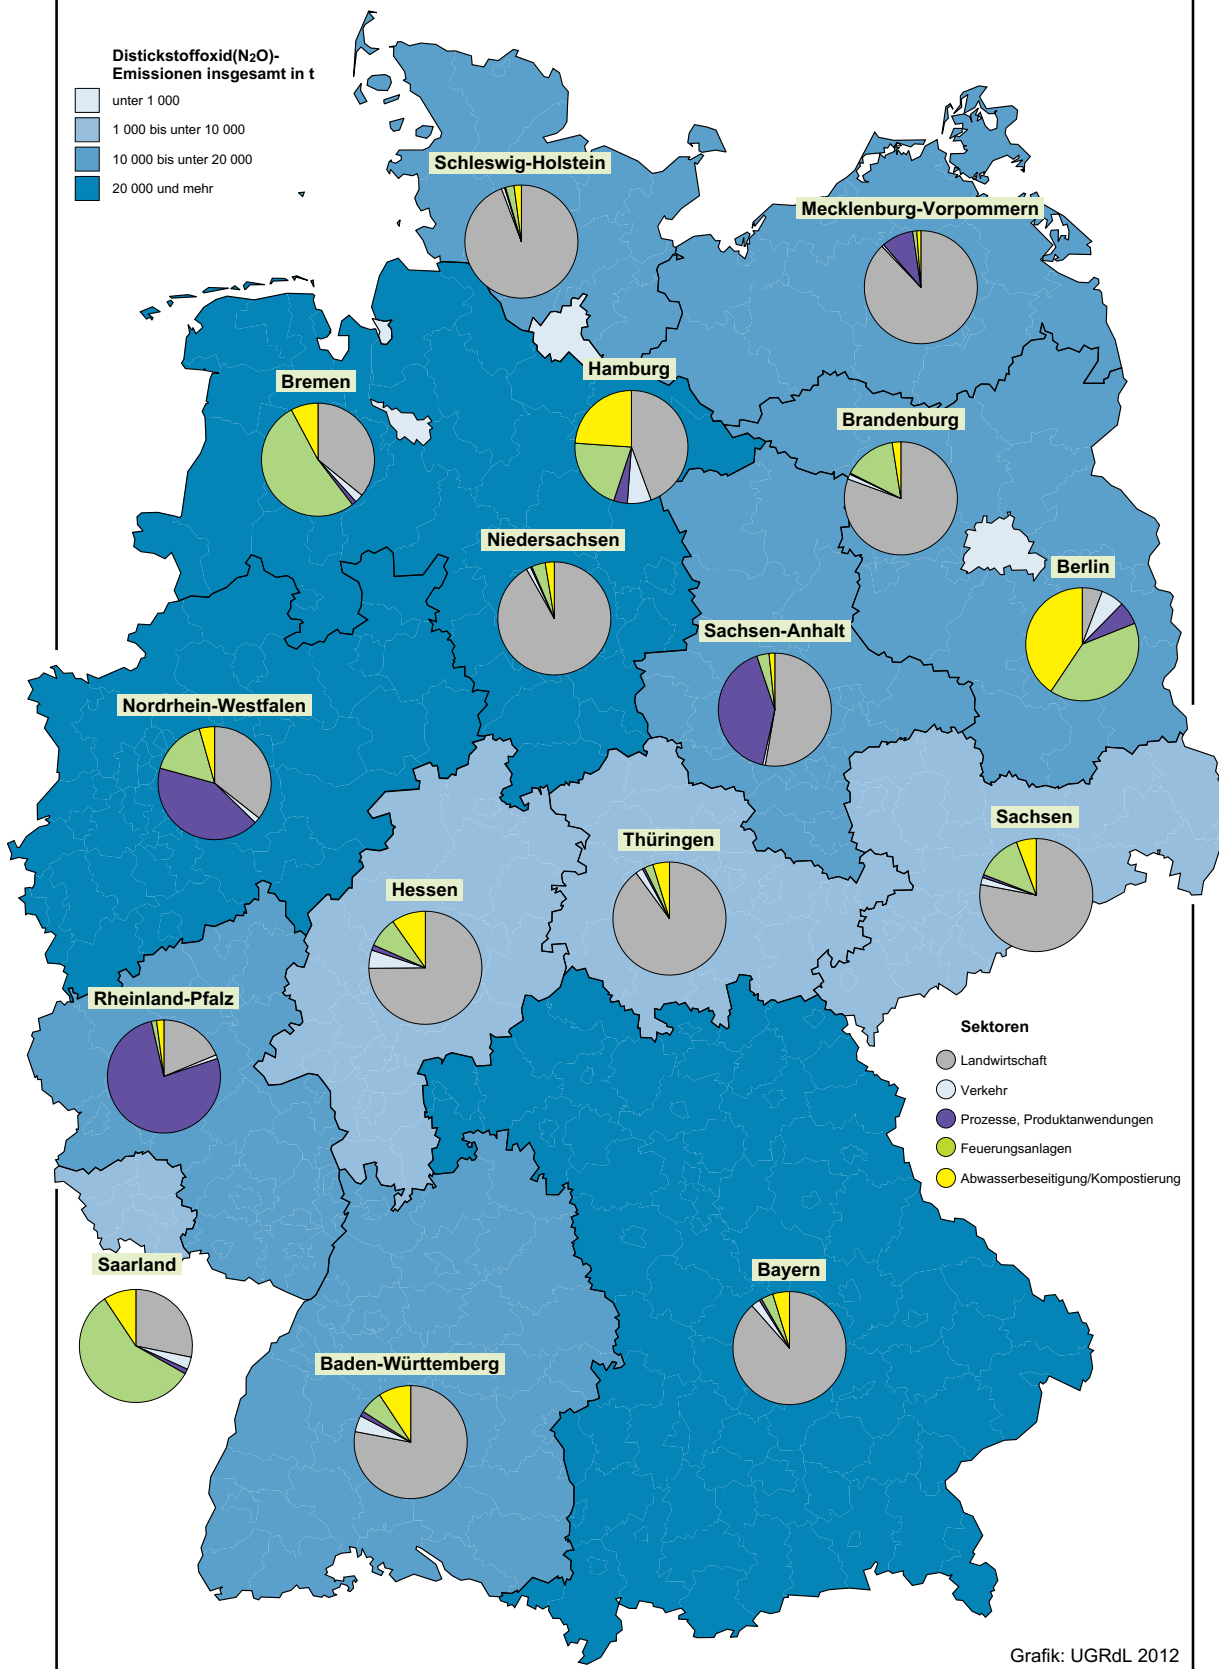 Distickstoffoxid(N₂O)-
Emissionen insgesamt in t
unter 1 000
1 000 bis unter 10 000
10 000 bis unter 20 000
20 000 und mehr
Schleswig-Holstein
Mecklenburg-Vorpommern
Hamburg
Bremen
Brandenburg
Niedersachsen
Berlin
Sachsen-Anhalt
Nordrhein-Westfalen
Sachsen
Thüringen
Hessen
Rheinland-Pfalz
Sektoren
Landwirtschaft
Verkehr
Prozesse, Produktanwendungen
Feuerungsanlagen
Abwasserbeseitigung/Kompostierung
Saarland
Bayern
Baden-Württemberg
Grafik: UGRdL 2012